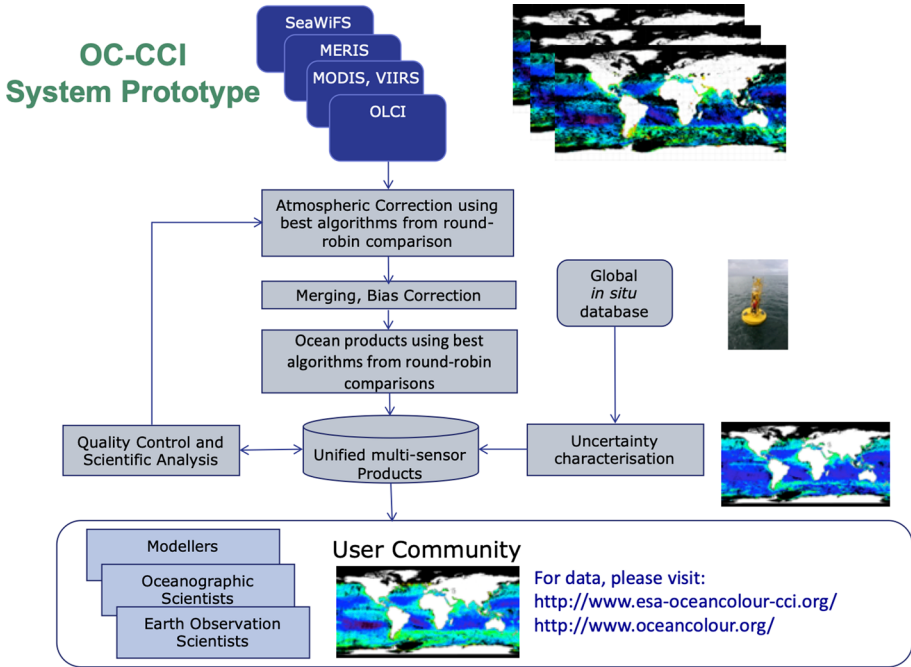 OC-CCI
System Prototype
SeaWiFS
MERIS
MODIS, VIIRS
OLCI
Atmospheric Correction using
best algorithms from round-
robin comparison
Merging, Bias Correction
Global
in situ
database
Ocean products using best
algorithms from round-robin
comparisons
Quality Control and
Scientific Analysis
Unified multi-sensor
Products
Uncertainty
characterisation
Modellers
Oceanographic
Scientists
Earth Observation
Scientists
User Community
For data, please visit:
http://www.esa-oceancolour-cci.org/
http://www.oceancolour.org/